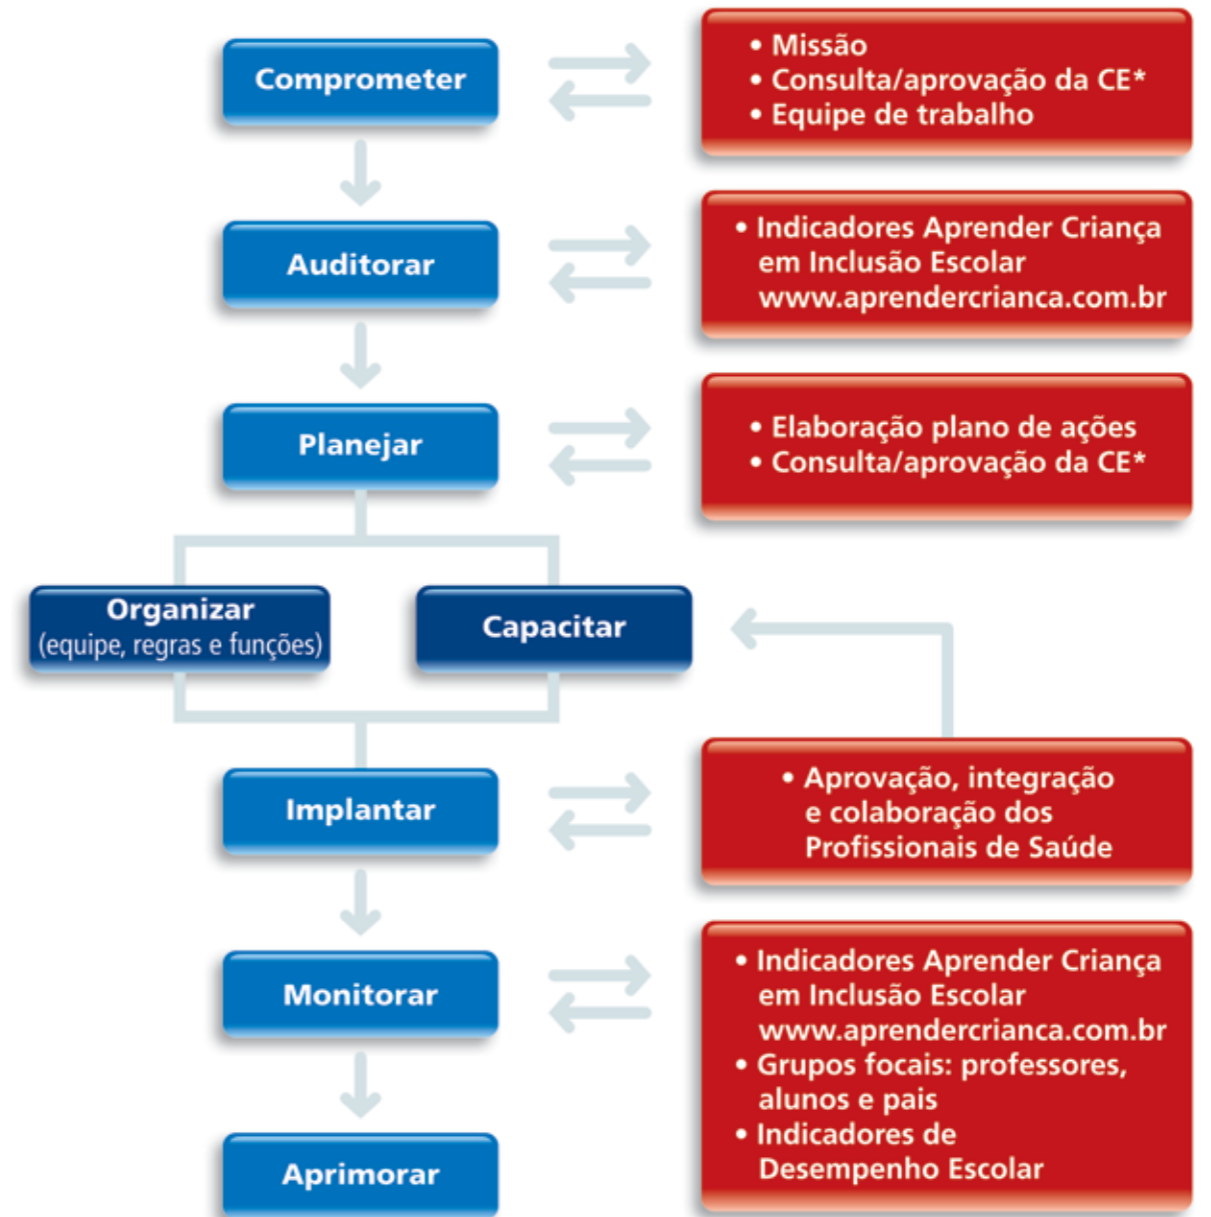 Comprometer
• Missão
• Consulta/aprovação da CE*
• Equipe de trabalho
Auditorar
• Indicadores Aprender Criança
em Inclusão Escolar
www.aprendercrianca.com.br
Planejar
• Elaboração plano de ações
• Consulta/aprovação da CE*
Organizar
(equipe, regras e funções)
Capacitar
Implantar
• Aprovação, integração
e colaboração dos
Profissionais de Saúde
Monitorar
• Indicadores Aprender Criança
em Inclusão Escolar
www.aprendercrianca.com.br
• Grupos focais: professores,
alunos e pais
• Indicadores de
Desempenho Escolar
Aprimorar